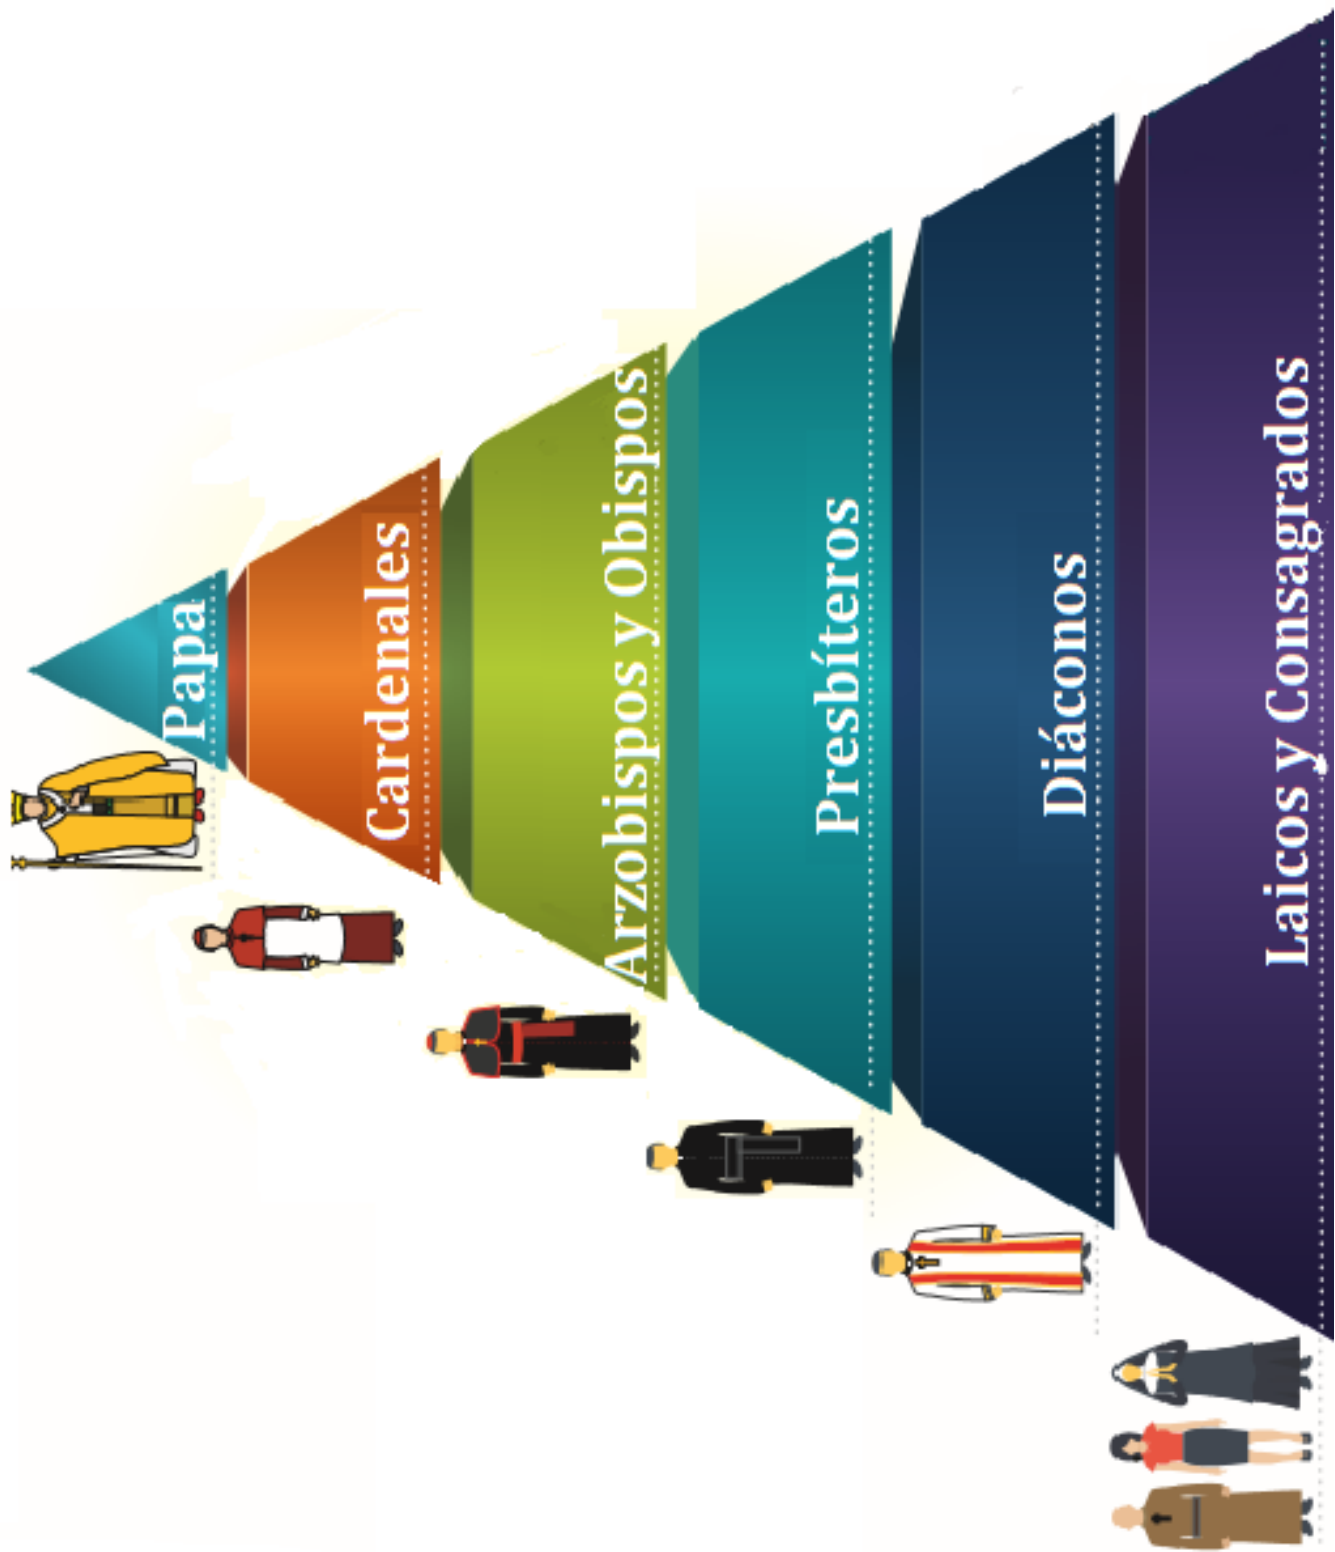 Papa
Cardenales
Arzobispos y Obispos
Presbíteros
Diáconos
Laicos y Consagrados